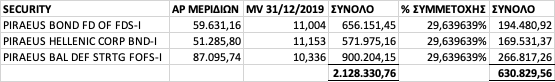 SECURITY ΑΡ ΜΕΡΙΔΙΩΝ MV 31/12/2019 ΣΥΝΟΛΟ % ΣΥΜΜΕΤΟΧΗΣ ΣΥΝΟΛΟ
PIRAEUS BOND FD OF FDS-I 59.631,16 11,004 656.151,45 29,639639% 194.480,92
PIRAEUS HELLENIC CORP BND-I 51.285,80 11,153 571.975,16 29,639639% 169.531,37
PIRAEUS BAL DEF STRTG FOFS-I 87.095,74 10,336 900.204,15 29,639639% 266.817,26
2.128.330,76 630.829,56